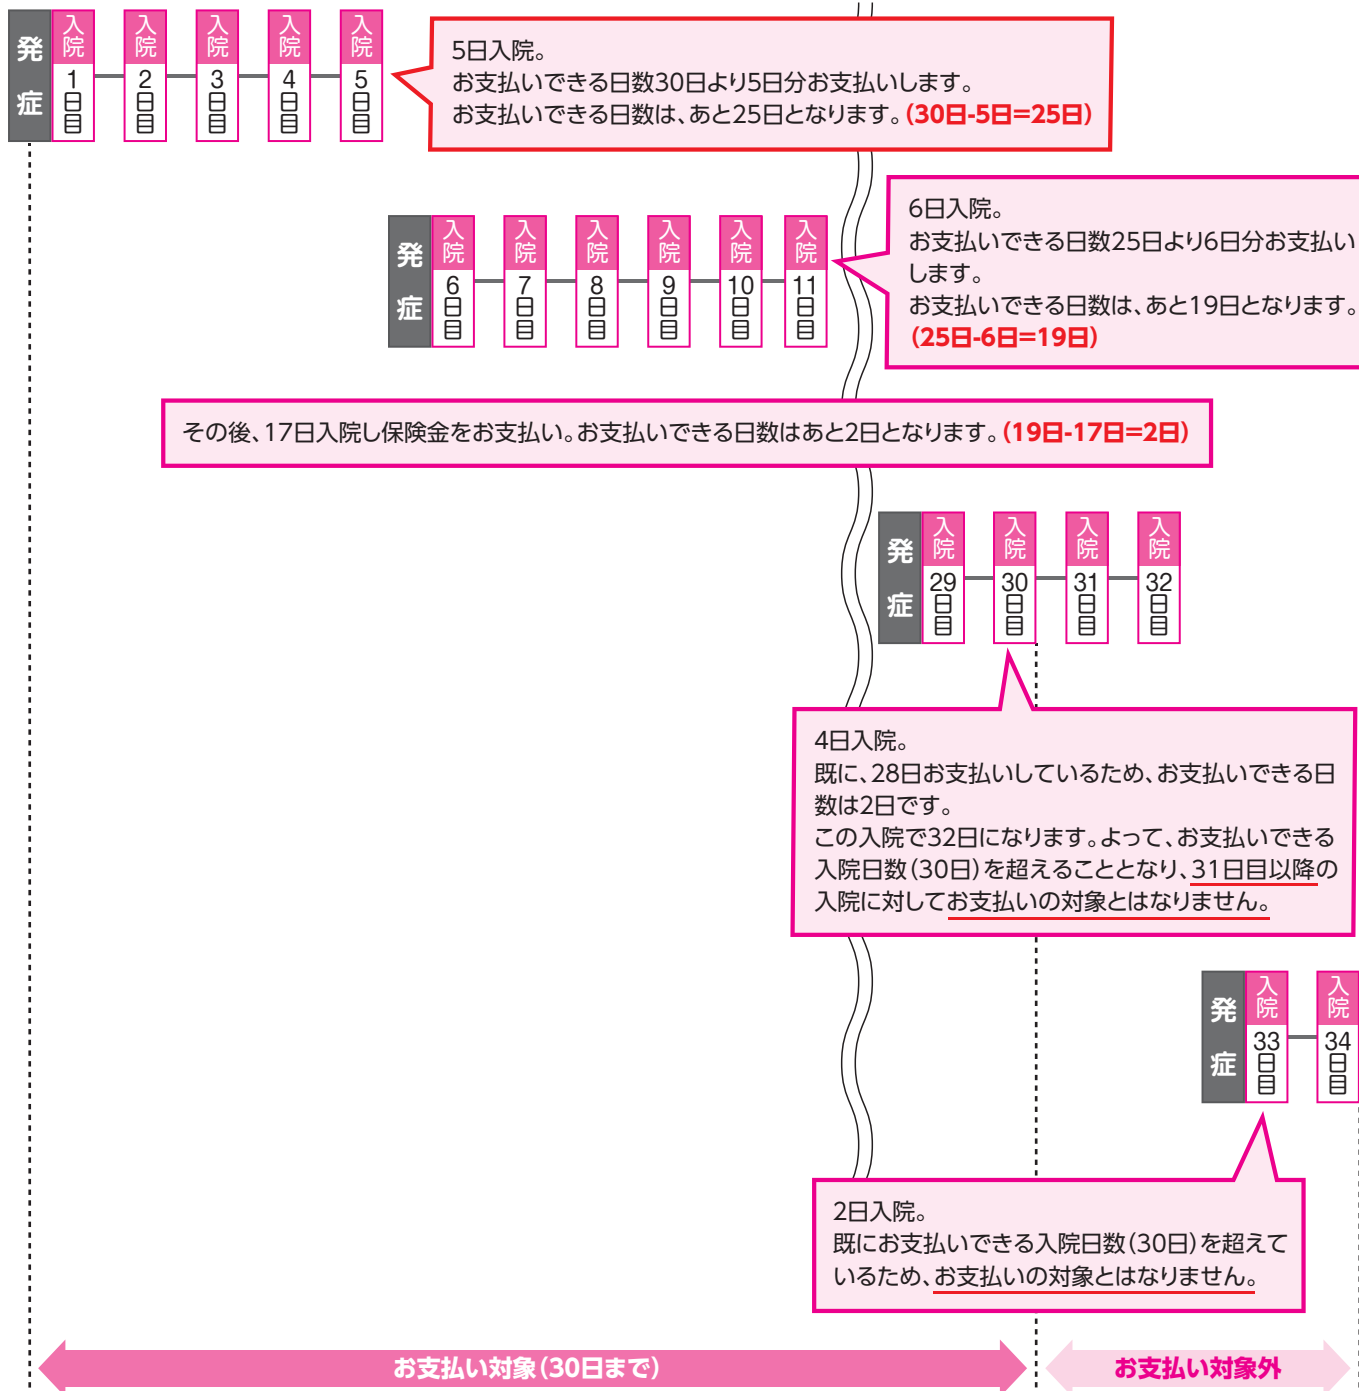 発症
入院 1日目
入院 2日目
入院 3日目
入院 4日目
入院 5日目
5日入院。
お支払いできる日数30日より5日分お支払いします。
お支払いできる日数は、あと25日となります。(30日-5日=25日)
発症
入院 6日目
入院 7日目
入院 8日目
入院 9日目
入院 10日目
入院 11日目
6日入院。
お支払いできる日数25日より6日分お支払い
します。
お支払いできる日数は、あと19日となります。
(25日-6日=19日)
その後、17日入院し保険金をお支払い。お支払いできる日数はあと2日となります。(19日-17日=2日)
発症
入院 29日目
入院 30日目
入院 31日目
入院 32日目
4日入院。
既に、28日お支払いしているため、お支払いできる日
数は2日です。
この入院で32日になります。よって、お支払いできる
入院日数(30日)を超えることとなり、31日目以降の
入院に対してお支払いの対象とはなりません。
発症
入院 33日目
入院 34日目
2日入院。
既にお支払いできる入院日数(30日)を超えて
いるため、お支払いの対象とはなりません。
お支払い対象(30日まで)
お支払い対象外